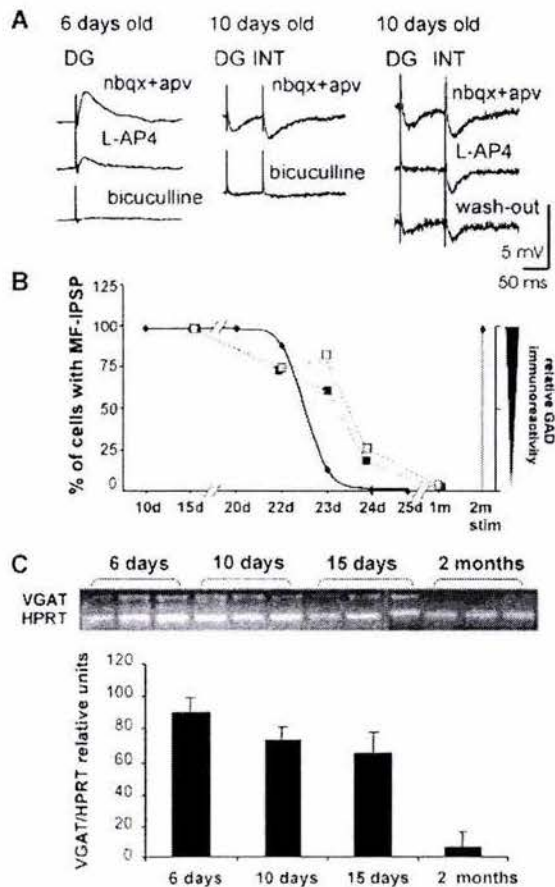 A
6 days old
10 days old
10 days old
DG
nbqx+apv
L-AP4
bicuculline
DG INT
nbqx+apv
bicuculline
DG INT
nbqx+apv
L-AP4
wash-out
5 mV
50 ms
B
% of cells with MF-IPSP
100
75
50
25
0
10d 15d 20d 22d 23d 24d 25d 1m 2m
stim
relative GAD
immunoreactivity
C
6 days 10 days 15 days 2 months
VGAT
HPRT
VGAT/HPRT relative units
120
100
80
60
40
20
0
6 days 10 days 15 days 2 months